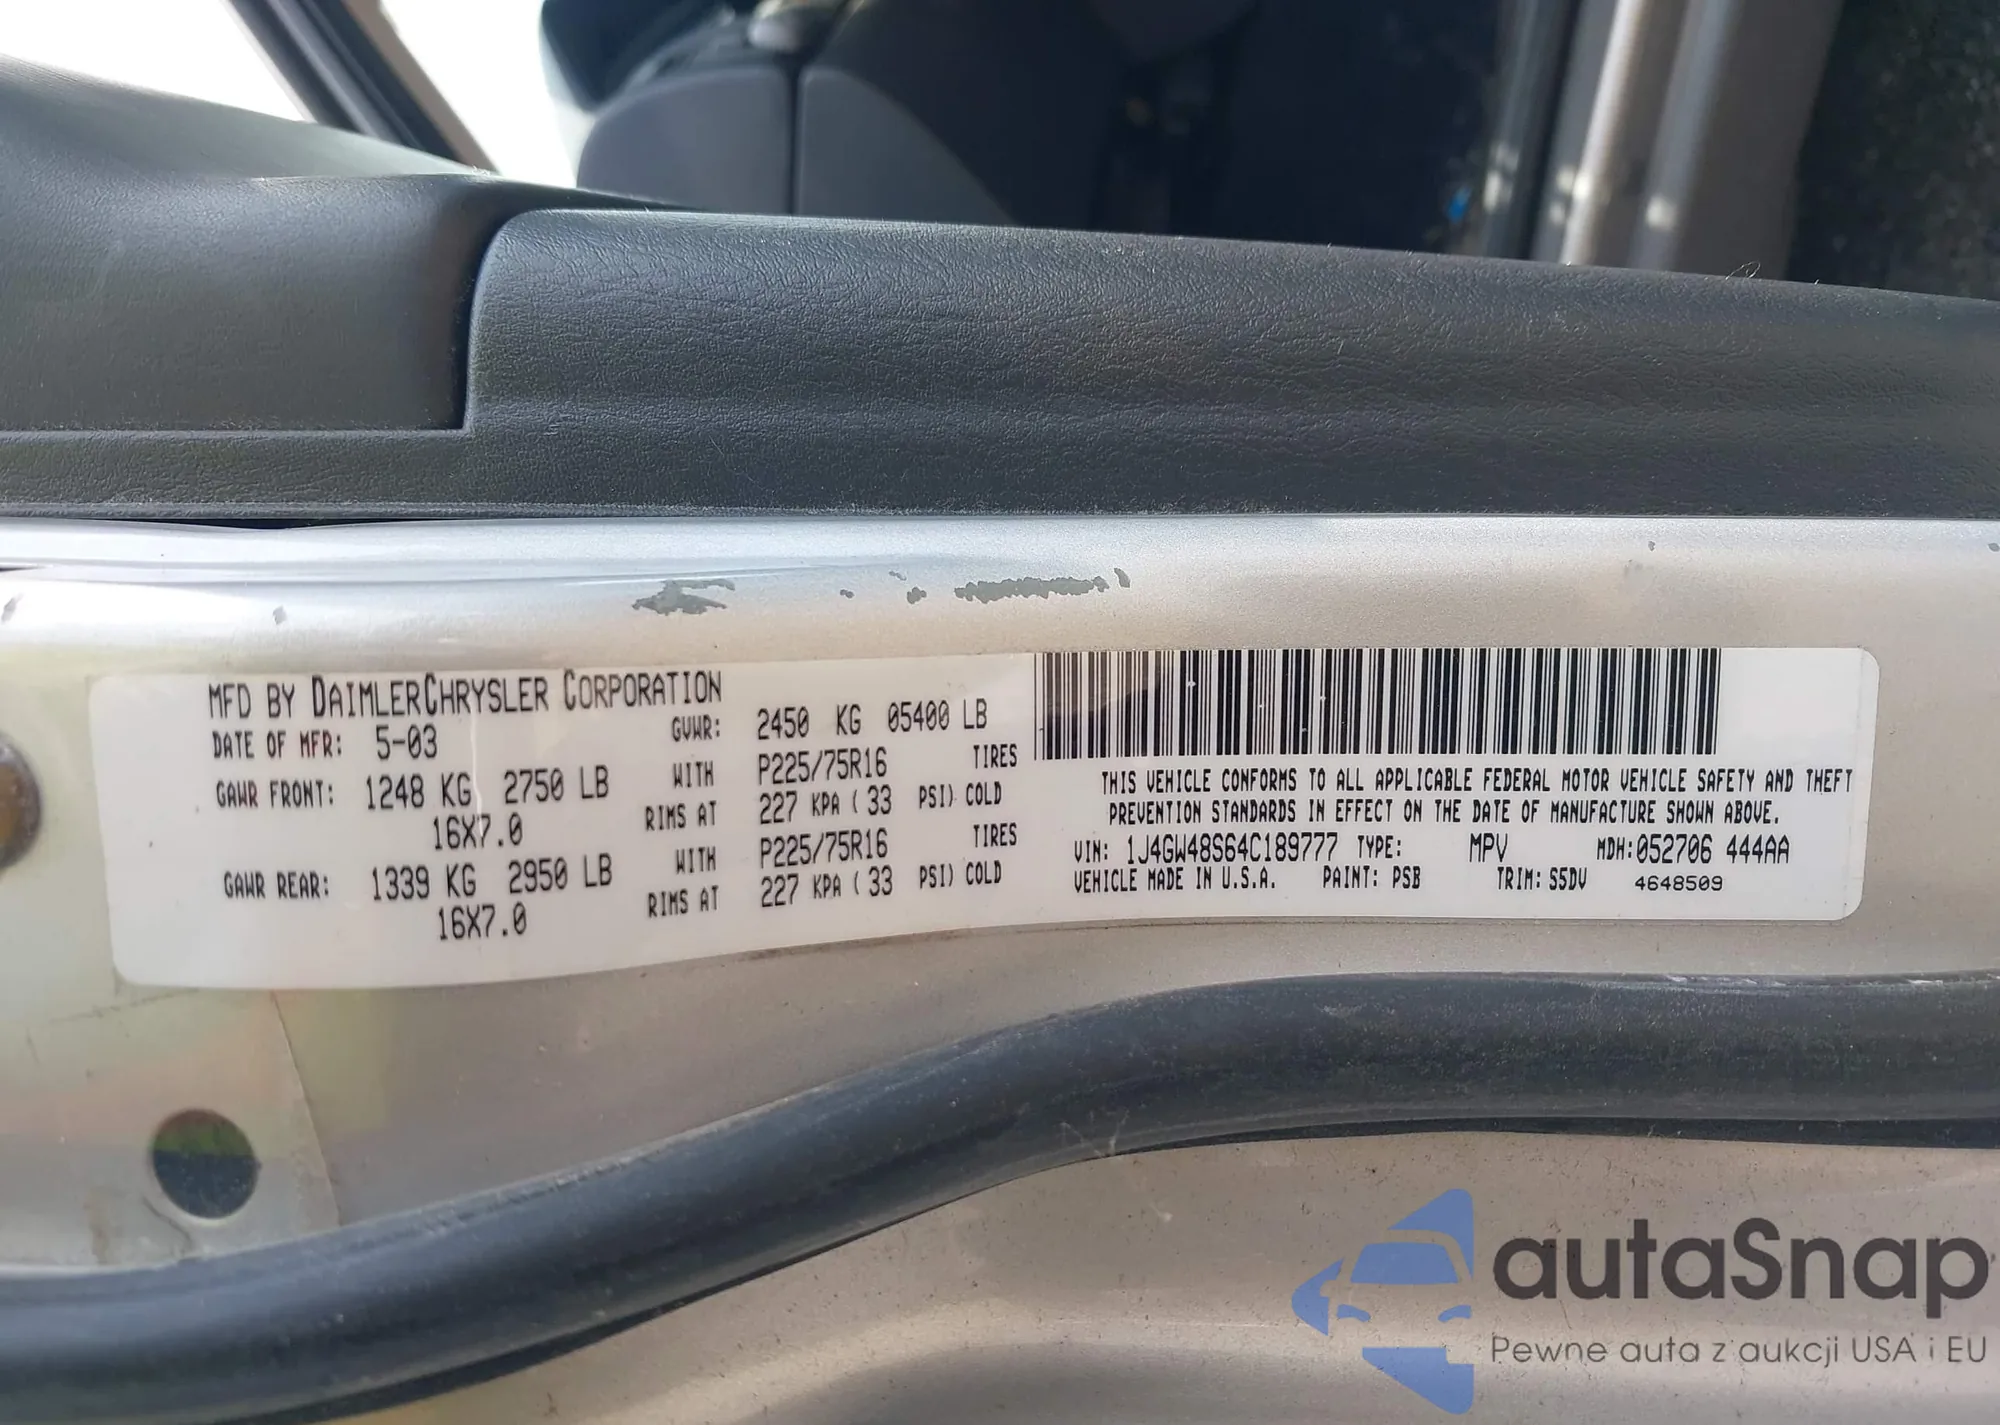 MFD BY DAIMLERCHRYSLER CORPORATION
DATE OF MFR: 5-03 GVWR: 2450 KG 05400 LB
GAWR FRONT: 1248 KG 2750 LB WITH P225/75R16 TIRES
16X7.0 RIMS AT 227 KPA ( 33 PSI) COLD
GAWR REAR: 1339 KG 2950 LB WITH P225/75R16 TIRES
16X7.0 RIMS AT 227 KPA ( 33 PSI) COLD
THIS VEHICLE CONFORMS TO ALL APPLICABLE FEDERAL MOTOR VEHICLE SAFETY AND THEFT
PREVENTION STANDARDS IN EFFECT ON THE DATE OF MANUFACTURE SHOWN ABOVE.
VIN: 1J4GW48S64C189777 TYPE: MPV MDH: 052706 444AA
VEHICLE MADE IN U.S.A. PAINT: PSB TRIM: S5DV 4648509
autaSnap
Pewne auta z aukcji USA i EU